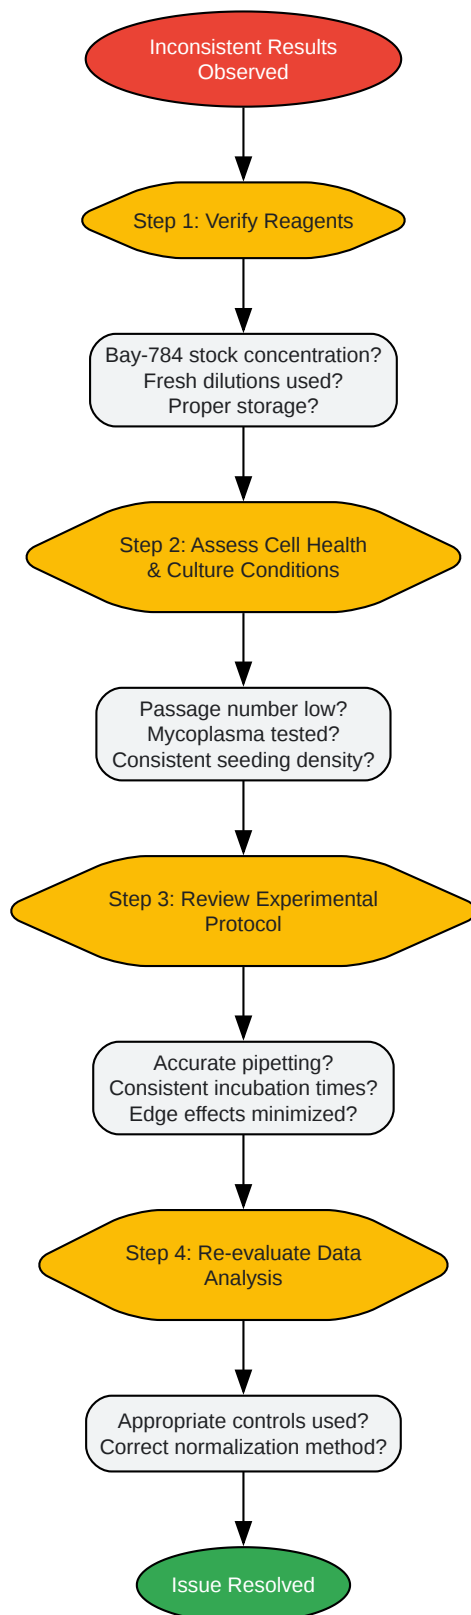 Inconsistent Results
Observed
Step 1: Verify Reagents
Bay-784 stock concentration?
Fresh dilutions used?
Proper storage?
Step 2: Assess Cell Health
& Culture Conditions
Passage number low?
Mycoplasma tested?
Consistent seeding density?
Step 3: Review Experimental
Protocol
Accurate pipetting?
Consistent incubation times?
Edge effects minimized?
Step 4: Re-evaluate Data
Analysis
Appropriate controls used?
Correct normalization method?
Issue Resolved